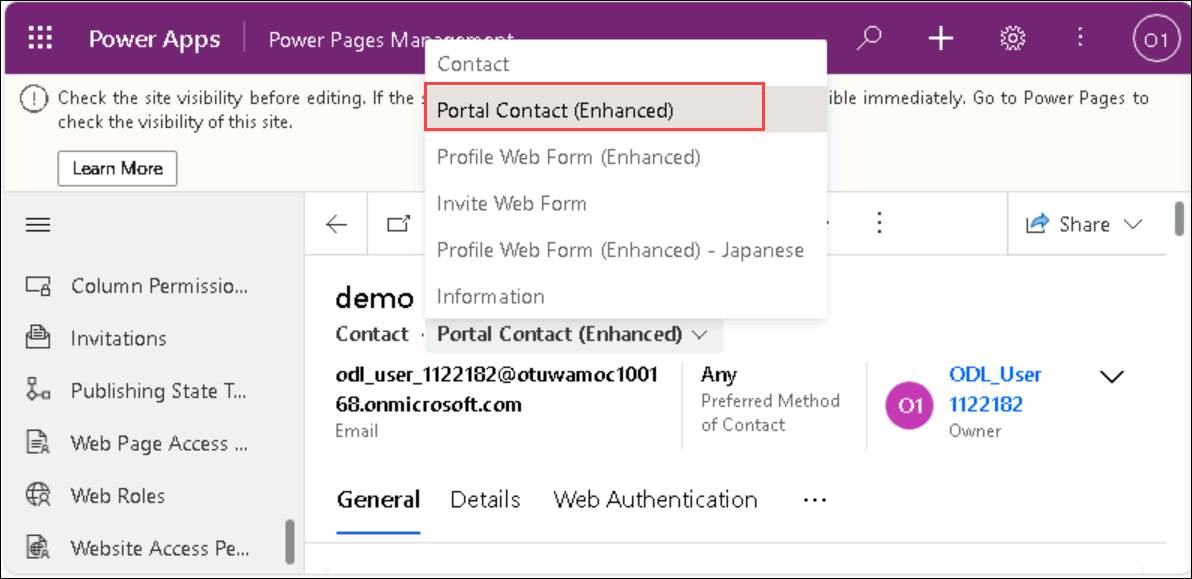 Power Apps
Power Pages Management
Contact
Portal Contact (Enhanced)
Profile Web Form (Enhanced)
Invite Web Form
Profile Web Form (Enhanced) - Japanese
Information
O1
Check the site visibility before editing. If the s
ible immediately. Go to Power Pages to
check the visibility of this site.
Learn More
Share
Column Permissio...
Invitations
Publishing State T...
Web Page Access ...
Web Roles
Website Access Pe...
demo
Contact · Portal Contact (Enhanced)
odl_user_1122182@otuwamoc1001
68.onmicrosoft.com
Email
Any
Preferred Method
of Contact
O1
ODL_User
1122182
Owner
General
Details
Web Authentication
...